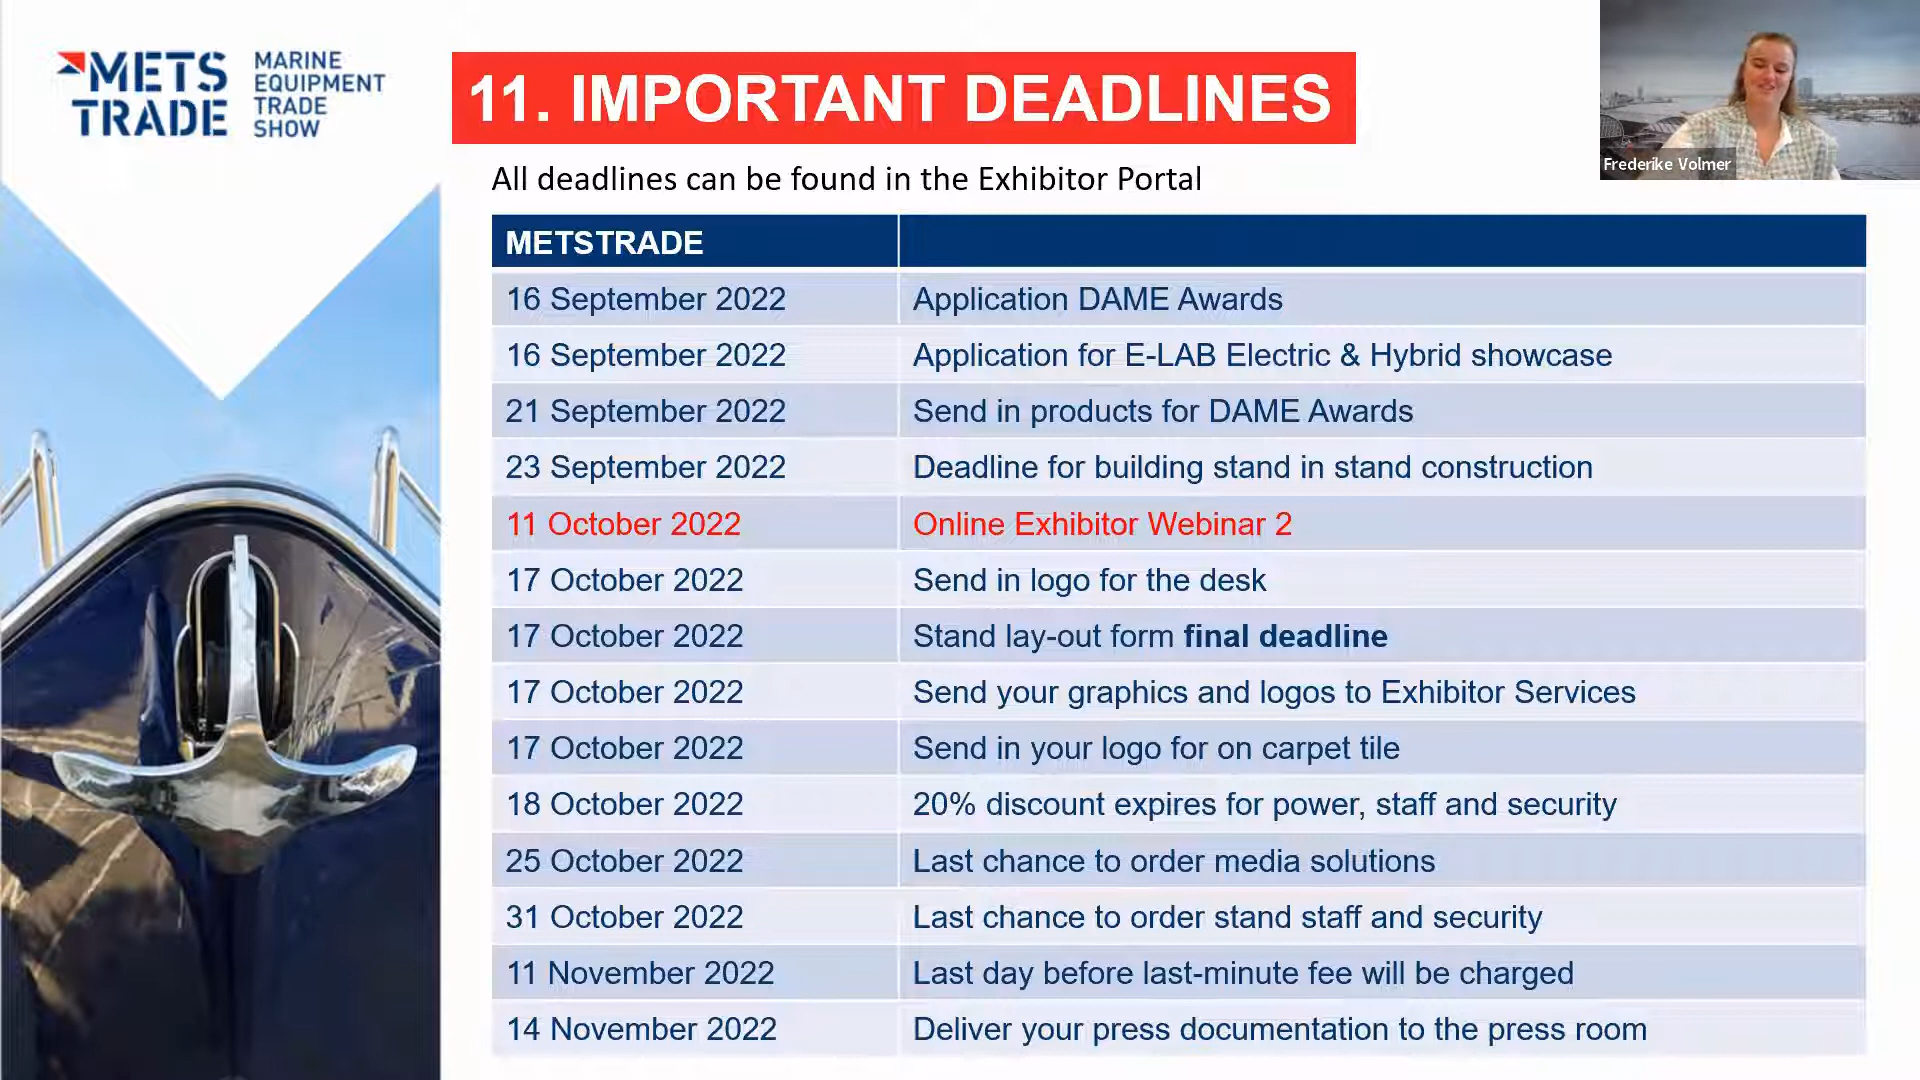 METS
TRADE
MARINE
EQUIPMENT
TRADE
SHOW
11. IMPORTANT DEADLINES
Frederike Volmer
All deadlines can be found in the Exhibitor Portal
METSTRADE
16 September 2022 Application DAME Awards
16 September 2022 Application for E-LAB Electric & Hybrid showcase
21 September 2022 Send in products for DAME Awards
23 September 2022 Deadline for building stand in stand construction
11 October 2022 Online Exhibitor Webinar 2
17 October 2022 Send in logo for the desk
17 October 2022 Stand lay-out form final deadline
17 October 2022 Send your graphics and logos to Exhibitor Services
17 October 2022 Send in your logo for on carpet tile
18 October 2022 20% discount expires for power, staff and security
25 October 2022 Last chance to order media solutions
31 October 2022 Last chance to order stand staff and security
11 November 2022 Last day before last-minute fee will be charged
14 November 2022 Deliver your press documentation to the press room